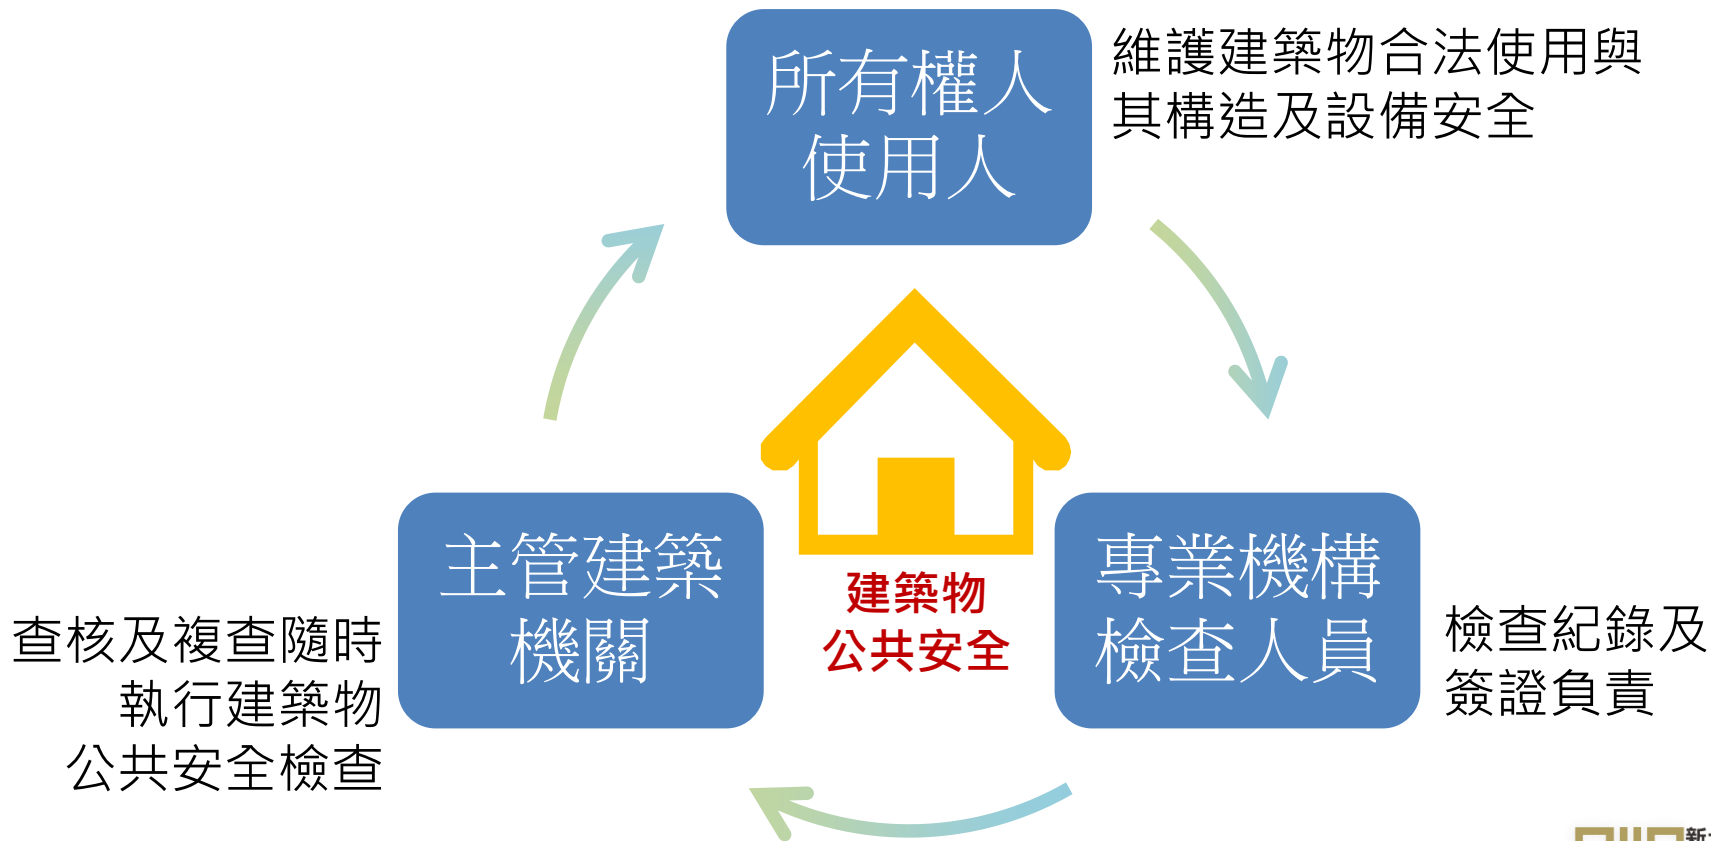 所有權人
使用人
維護建築物合法使用與
其構造及設備安全
主管建築
機關
查核及複查隨時
執行建築物
公共安全檢查
建築物
公共安全
專業機構
檢查人員
檢查紀錄及
簽證負責
新